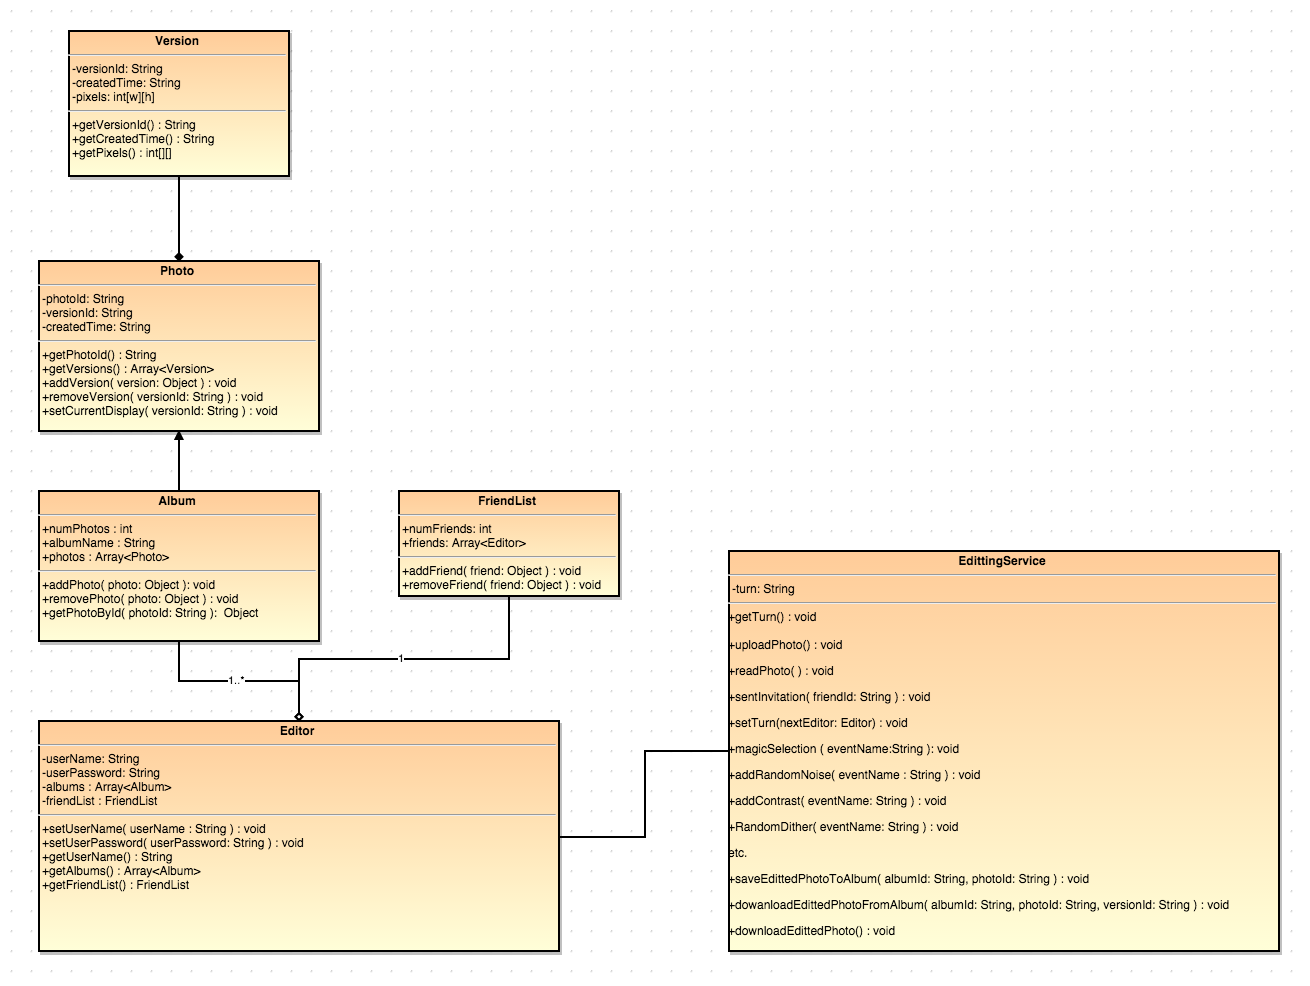 Version
-versionId: String
-createdTime: String
-pixels: int[w][h]
+getVersionId() : String
+getCreatedTime() : String
+getPixels() : int[][]
Photo
-photoId: String
-versionId: String
-createdTime: String
+getPhotoId() : String
+getVersions() : Array<Version>
+addVersion( version: Object ) : void
+removeVersion( versionId: String ) : void
+setCurrentDisplay( versionId: String ) : void
Album
+numPhotos : int
+albumName : String
+photos : Array<Photo>
+addPhoto( photo: Object ): void
+removePhoto( photo: Object ) : void
+getPhotoById( photoId: String ):  Object
FriendList
+numFriends: int
+friends: Array<Editor>
+addFriend( friend: Object ) : void
+removeFriend( friend: Object ) : void
1
1..*
Editor
-userName: String
-userPassword: String
-albums : Array<Album>
-friendList : FriendList
+setUserName( userName : String ) : void
+setUserPassword( userPassword: String ) : void
+getUserName() : String
+getAlbums() : Array<Album>
+getFriendList() : FriendList
EdittingService
-turn: String
+getTurn() : void
+uploadPhoto() : void
+readPhoto( ) : void
+sentInvitation( friendId: String ) : void
+setTurn(nextEditor: Editor) : void
+magicSelection ( eventName:String ): void
+addRandomNoise( eventName : String ) : void
+addContrast( eventName: String ) : void
+RandomDither( eventName: String ) : void
etc.
+saveEdittedPhotoToAlbum( albumId: String, photoId: String ) : void
+dowanloadEdittedPhotoFromAlbum( albumId: String, photoId: String, versionId: String ) : void
+downloadEdittedPhoto() : void